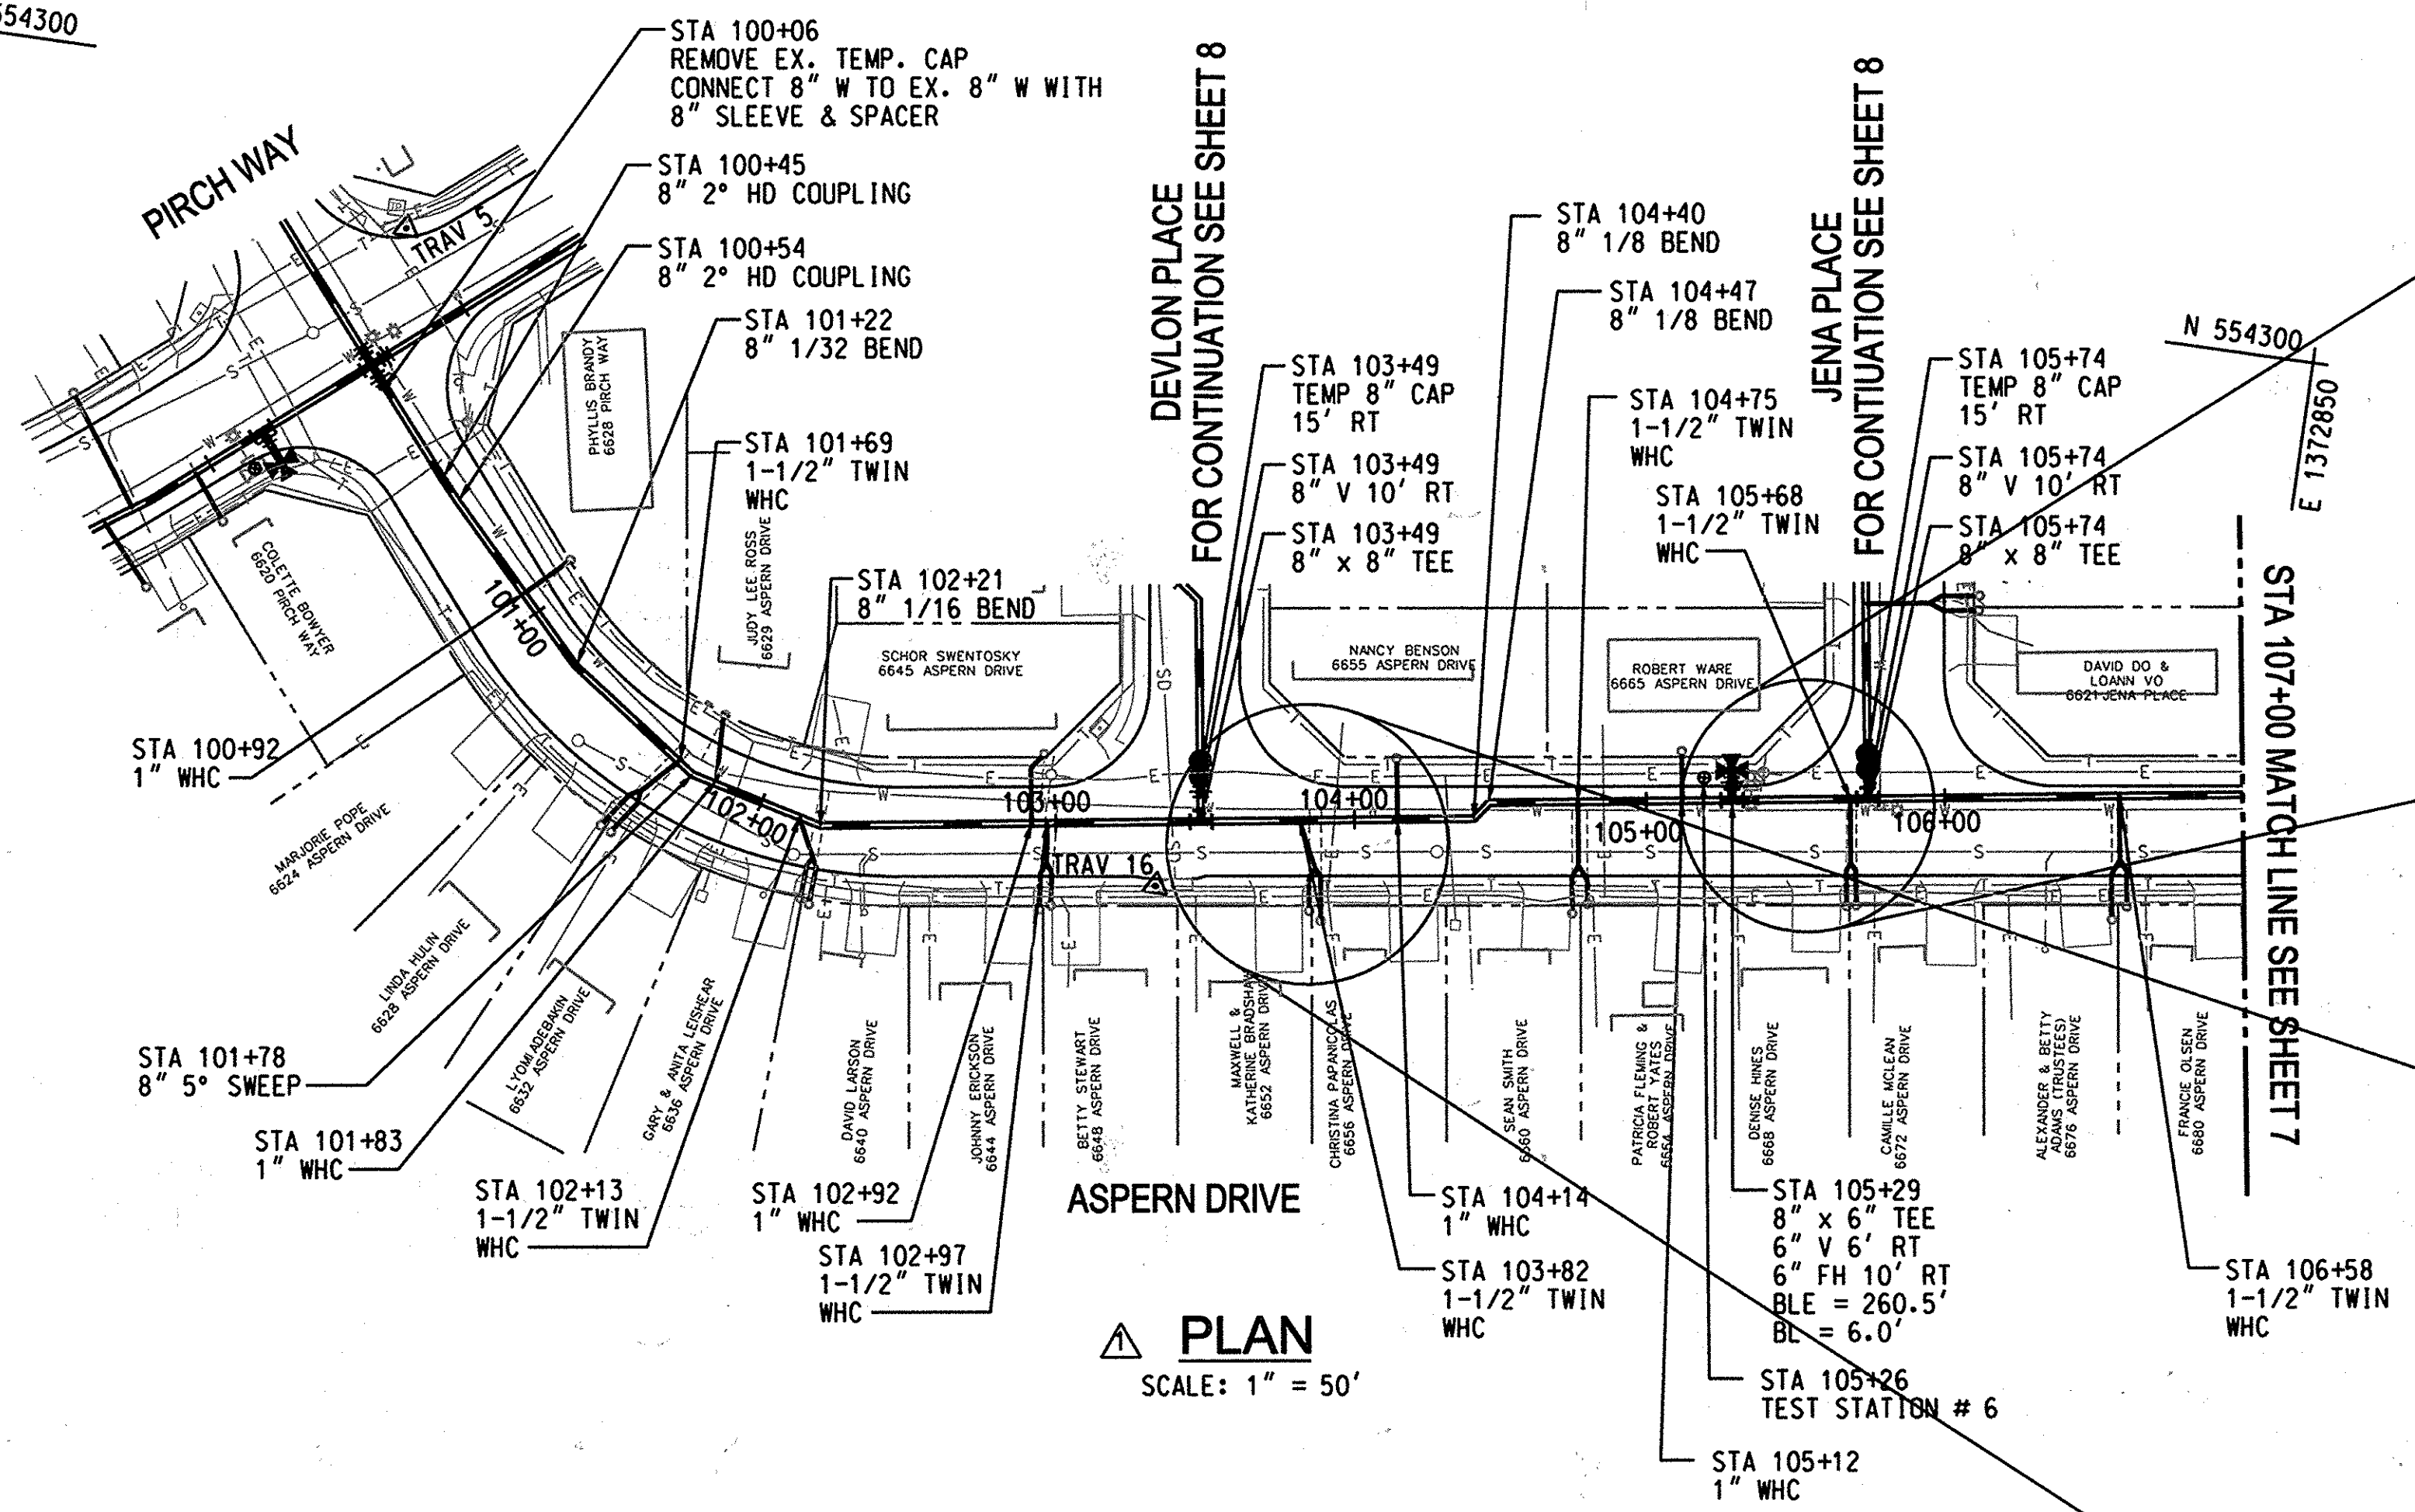 554300
STA 100+06
REMOVE EX. TEMP. CAP
CONNECT 8" W TO EX. 8" W WITH
8" SLEEVE & SPACER
STA 100+45
8" 2° HD COUPLING
STA 100+54
8" 2° HD COUPLING
STA 101+22
8" 1/32 BEND
STA 101+69
1-1/2" TWIN
WHC
STA 102+21
8" 1/16 BEND
PIRCH WAY
TRAV 5
DEVLON PLACE
FOR CONTINUATION SEE SHEET 8
STA 103+49
TEMP 8" CAP
15' RT
STA 103+49
8" V 10' RT
STA 103+49
8" x 8" TEE
STA 104+40
8" 1/8 BEND
STA 104+47
8" 1/8 BEND
STA 104+75
1-1/2" TWIN
WHC
STA 105+68
1-1/2" TWIN
WHC
JENA PLACE
FOR CONTIUATION SEE SHEET 8
STA 105+74
TEMP 8" CAP
15' RT
STA 105+74
8" V 10' RT
STA 105+74
8" x 8" TEE
N 554300
E 1372850
STA 107+00 MATCH LINE SEE SHEET 7
PHYLLIS BRANDY
6628 PIRCH WAY
COLETTE BOWYER
6620 PIRCH WAY
JUDY LEE ROSS
6629 ASPERN DRIVE
SCHOR SWENTOSKY
6645 ASPERN DRIVE
NANCY BENSON
6655 ASPERN DRIVE
ROBERT WARE
6665 ASPERN DRIVE
DAVID DO &
LOANN VO
6621 JENA PLACE
101+00
102+00
103+00
104+00
105+00
106+00
TRAV 16
SD
STA 100+92
1" WHC
MARJORIE POPE
6624 ASPERN DRIVE
LINDA HULIN
6628 ASPERN DRIVE
LYOMI ADEBAKIN
6632 ASPERN DRIVE
GARY & ANITA LEISHEAR
6636 ASPERN DRIVE
DAVID LARSON
6640 ASPERN DRIVE
JOHNNY ERICKSON
6644 ASPERN DRIVE
BETTY STEWART
6648 ASPERN DRIVE
MAXWELL &
KATHERINE BRADSHAW
6652 ASPERN DRIVE
CHRISTINA PAPANICOLAS
6656 ASPERN DRIVE
SEAN SMITH
6660 ASPERN DRIVE
PATRICIA FLEMING &
ROBERT YATES
6664 ASPERN DRIVE
DENISE HINES
6668 ASPERN DRIVE
CAMILLE MCLEAN
6672 ASPERN DRIVE
ALEXANDER & BETTY
ADAMS (TRUSTEES)
6676 ASPERN DRIVE
FRANCIE OLSEN
6680 ASPERN DRIVE
STA 101+78
8" 5° SWEEP
STA 101+83
1" WHC
STA 102+13
1-1/2" TWIN
WHC
STA 102+92
1" WHC
STA 102+97
1-1/2" TWIN
WHC
ASPERN DRIVE
STA 104+14
1" WHC
STA 103+82
1-1/2" TWIN
WHC
STA 105+29
8" x 6" TEE
6" V 6' RT
6" FH 10' RT
BLE = 260.5'
BL = 6.0'
STA 105+26
TEST STATION # 6
STA 105+12
1" WHC
STA 106+58
1-1/2" TWIN
WHC
1 PLAN
SCALE: 1" = 50'